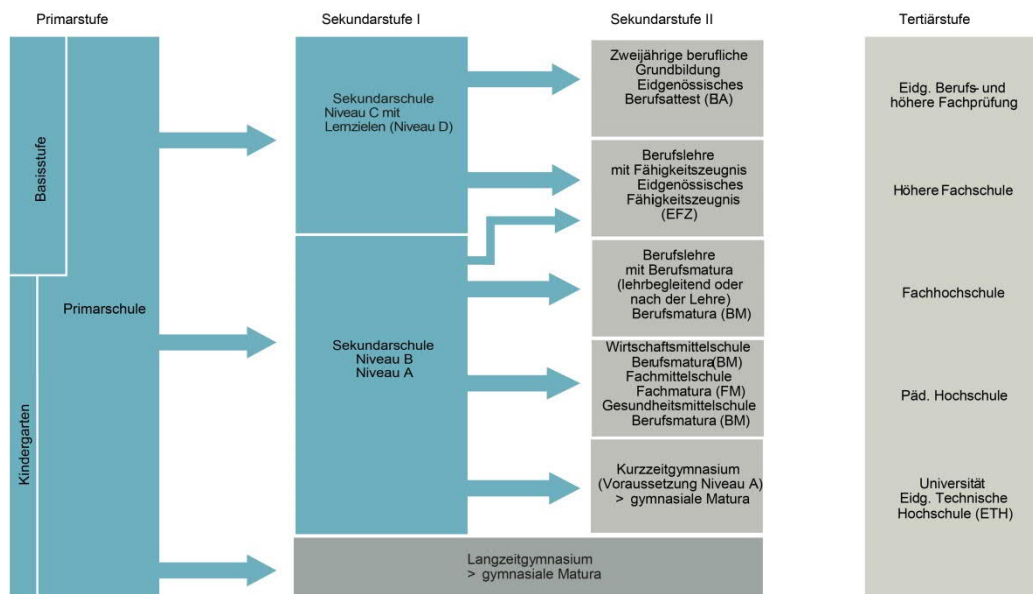 Primarstufe
Sekundarstufe I
Sekundarstufe II
Tertiärstufe
Basisstufe
Kindergarten
Primarschule
Sekundarschule
Niveau C mit
Lernzielen (Niveau D)
Sekundarschule
Niveau B
Niveau A
Zweijährige berufliche
Grundbildung
Eidgenössisches
Berufsattest (BA)
Berufslehre
mit Fähigkeitszeugnis
Eidgenössisches
Fähigkeitszeugnis
(EFZ)
Berufslehre
mit Berufsmatura
(lehrbegleitend oder
nach der Lehre)
Berufsmatura (BM)
Wirtschaftsmittelschule
Berufsmatura (BM)
Fachmittelschule
Fachmatura (FM)
Gesundheitsmittelschule
Berufsmatura (BM)
Kurzzeitgymnasium
(Voraussetzung Niveau A)
> gymnasiale Matura
Langzeitgymnasium
> gymnasiale Matura
Eidg. Berufs- und
höhere Fachprüfung
Höhere Fachschule
Fachhochschule
Päd. Hochschule
Universität
Eidg. Technische
Hochschule (ETH)